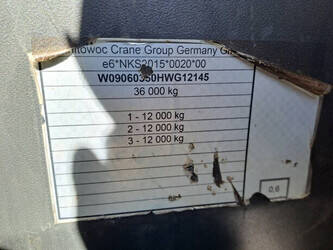 Crane Group Germany
e6*NKS2015*0020*00
W09060350HWG12145
36 000 kg
1 - 12 000 kg
2 - 12 000 kg
3 - 12 000 kg
0,6